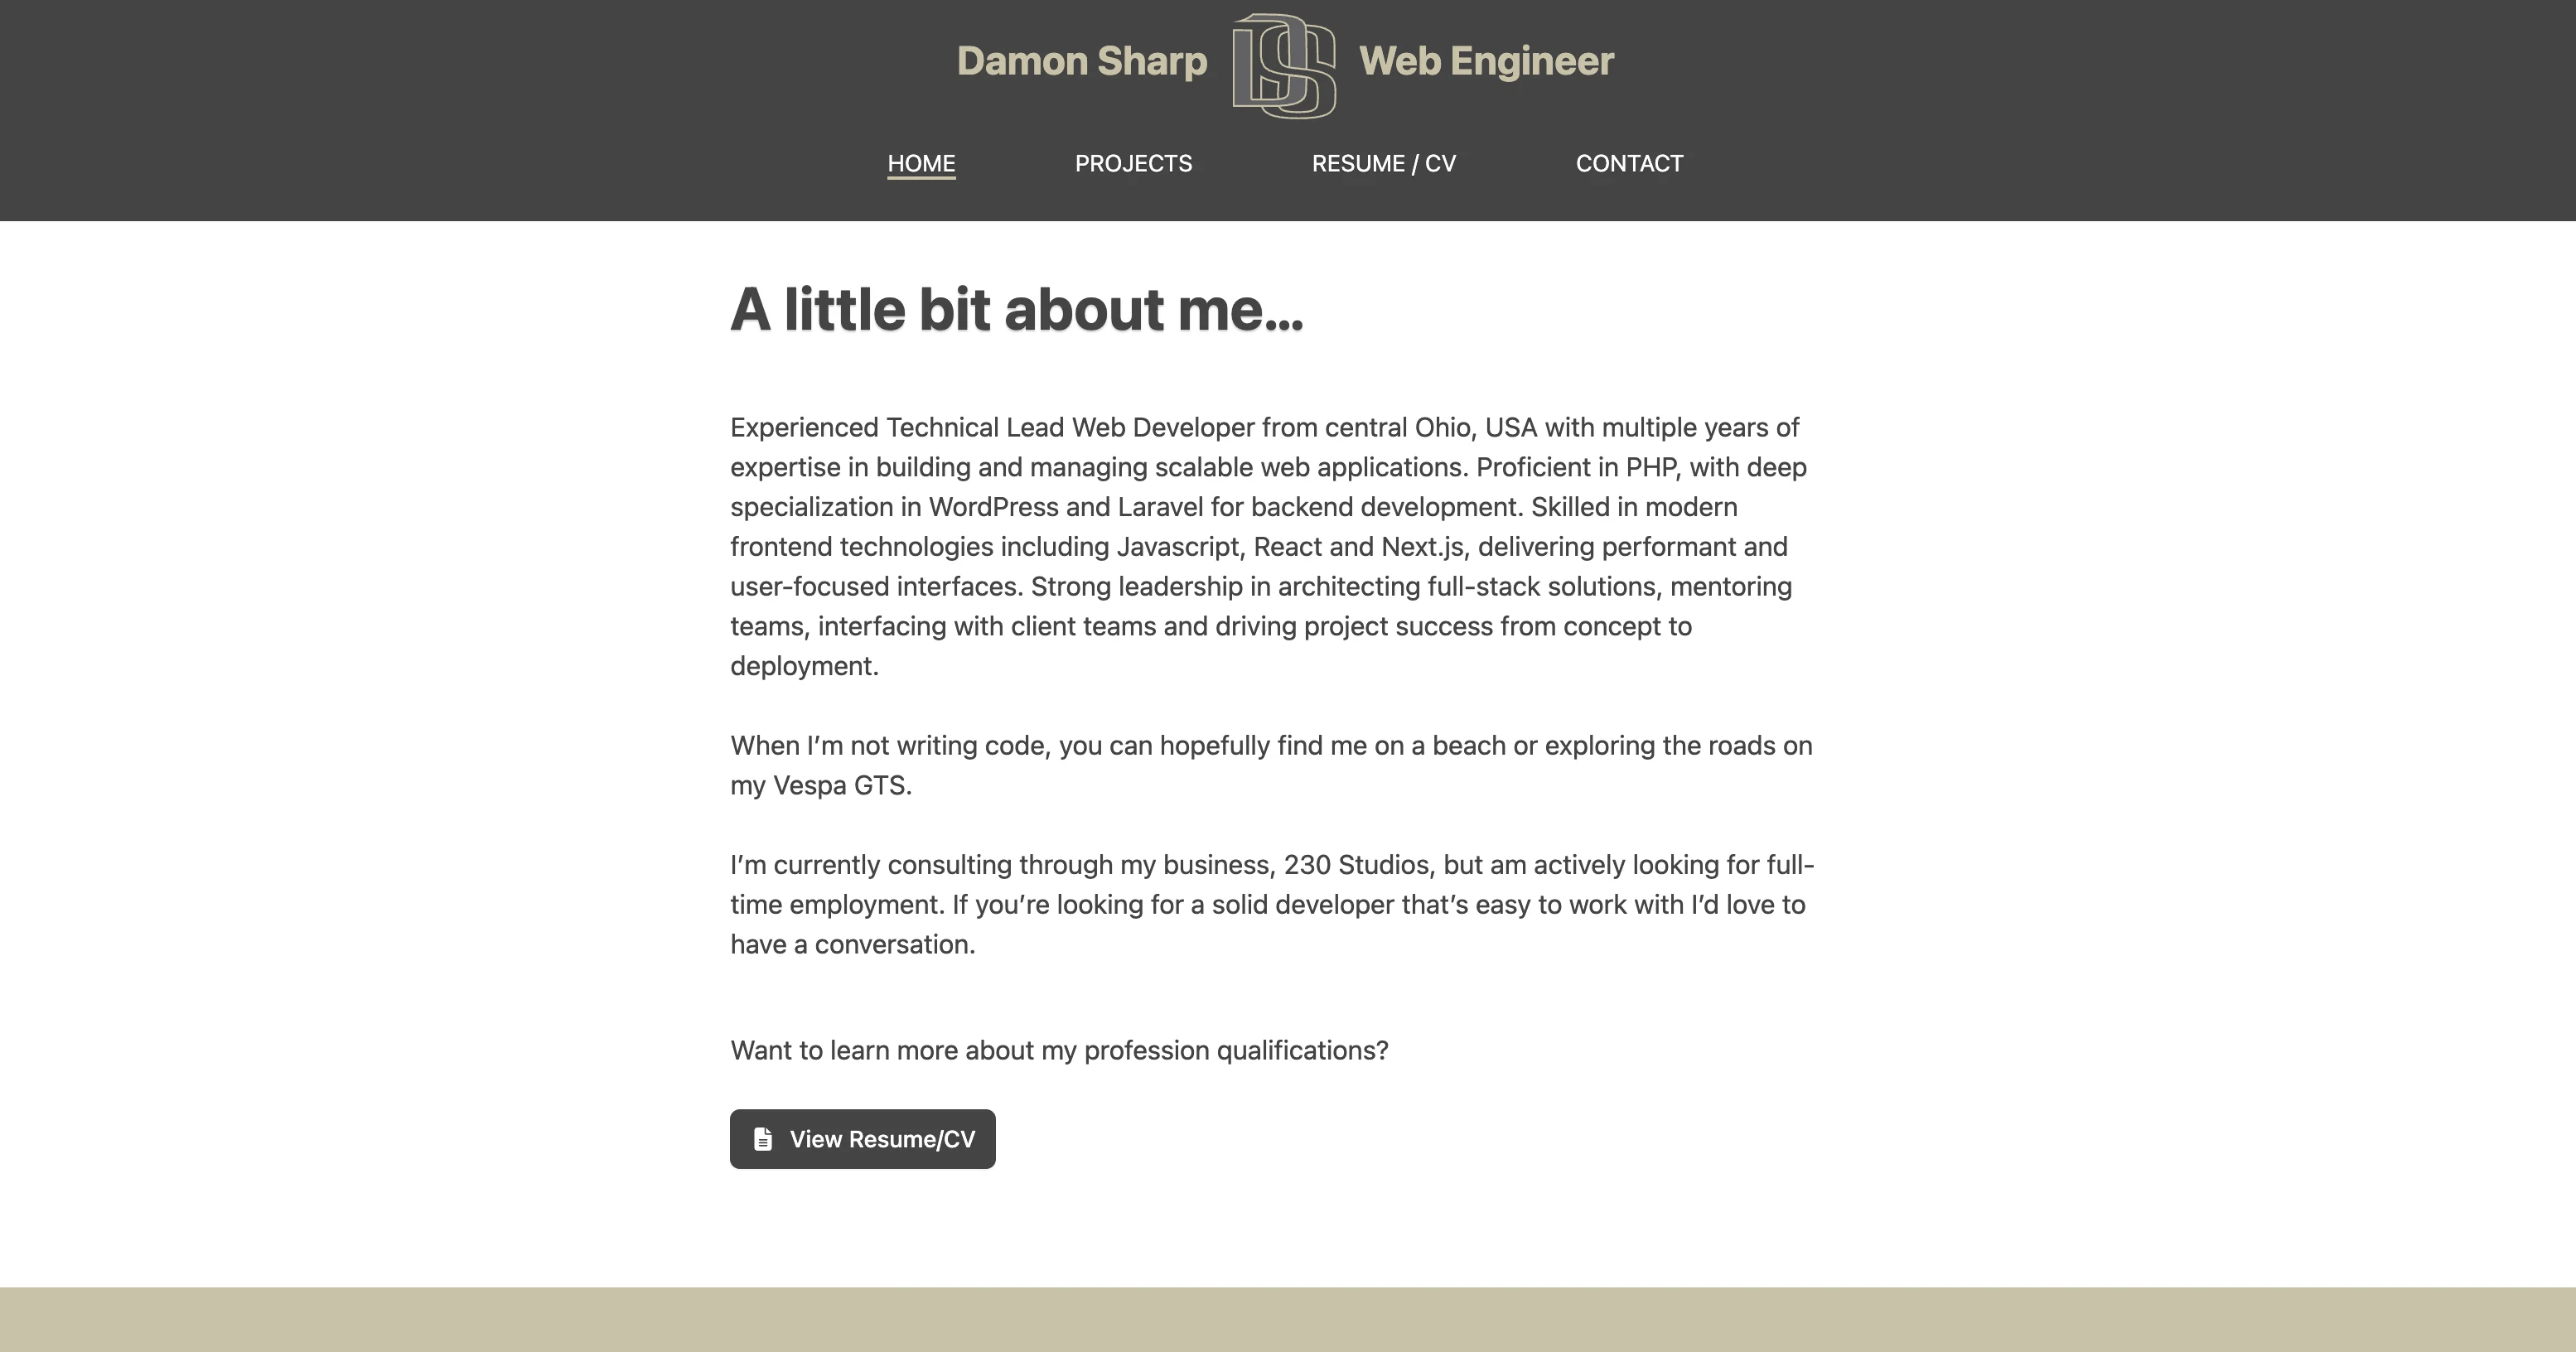 Damon Sharp DS Web Engineer
HOME PROJECTS RESUME / CV CONTACT
A little bit about me...
Experienced Technical Lead Web Developer from central Ohio, USA with multiple years of
expertise in building and managing scalable web applications. Proficient in PHP, with deep
specialization in WordPress and Laravel for backend development. Skilled in modern
frontend technologies including Javascript, React and Next.js, delivering performant and
user-focused interfaces. Strong leadership in architecting full-stack solutions, mentoring
teams, interfacing with client teams and driving project success from concept to
deployment.
When I’m not writing code, you can hopefully find me on a beach or exploring the roads on
my Vespa GTS.
I’m currently consulting through my business, 230 Studios, but am actively looking for full-
time employment. If you’re looking for a solid developer that’s easy to work with I’d love to
have a conversation.
Want to learn more about my profession qualifications?
View Resume/CV